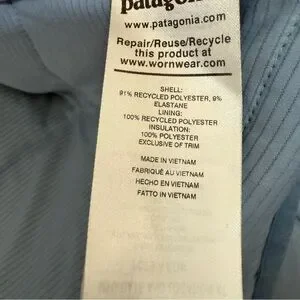 patagonia
www.patagonia.com
Repair/Reuse/Recycle
this product at
www.wornwear.com
SHELL:
91% RECYCLED POLYESTER, 9%
ELASTANE
LINING:
100% RECYCLED POLYESTER
INSULATION:
100% POLYESTER
EXCLUSIVE OF TRIM
MADE IN VIETNAM
FABRIQUÉ AU VIETNAM
HECHO EN VIETNAM
FATTO IN VIETNAM